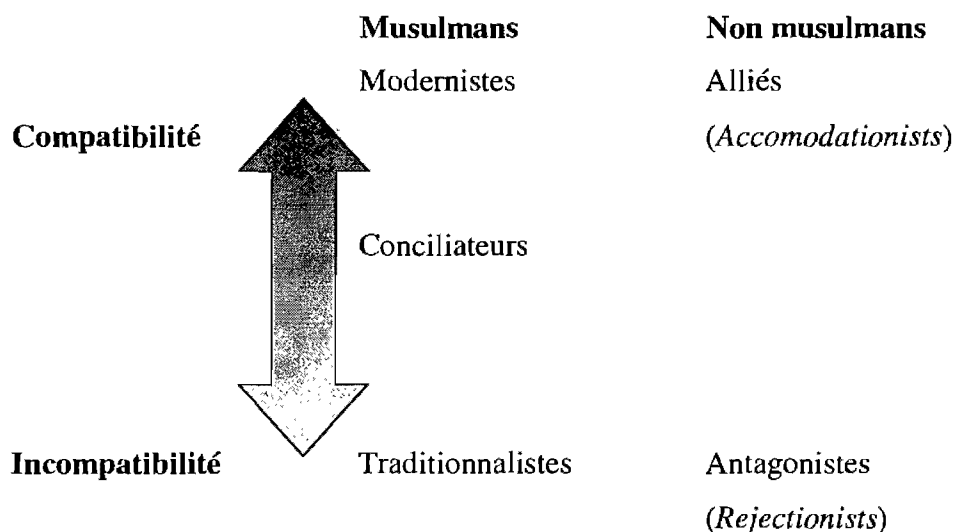 Musulmans Non musulmans
Modernistes Alliés
Compatibilité (Accomodationists)
Conciliateurs
Incompatibilité Traditionnalistes Antagonistes
(Rejectionists)